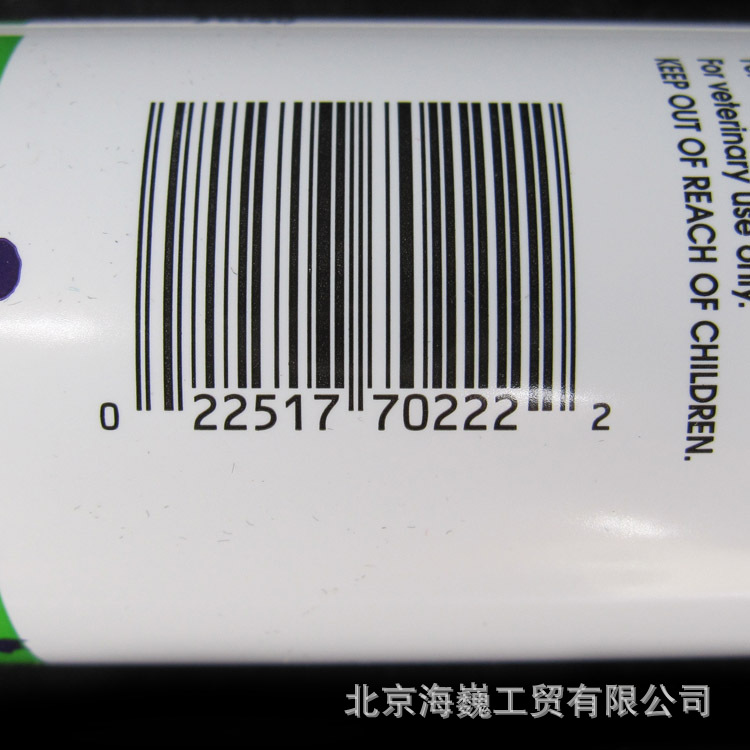 For veterinary use only.
KEEP OUT OF REACH OF CHILDREN.
0 22517 70222 2
北京海巍工贸有限公司